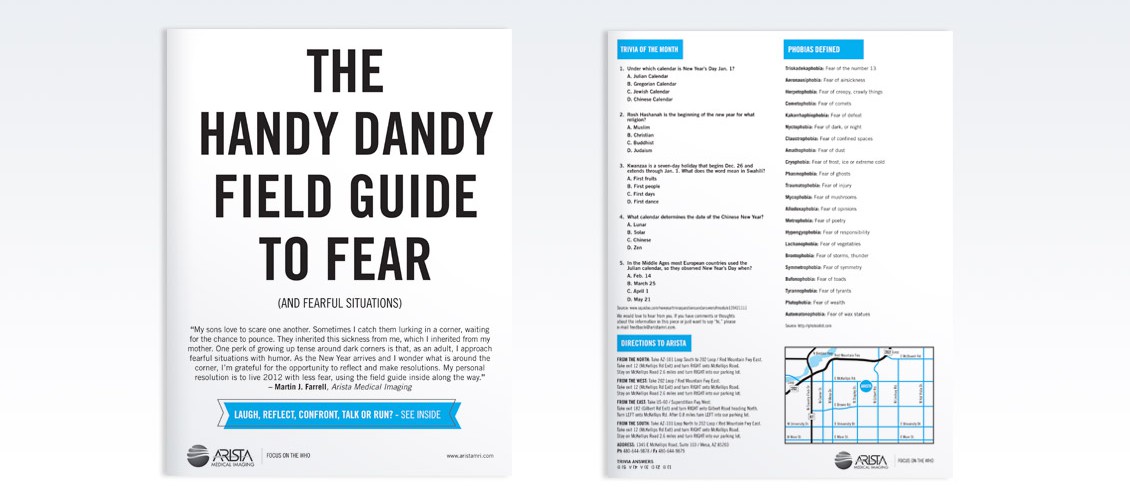 THE
HANDY DANDY
FIELD GUIDE
TO FEAR
(AND FEARFUL SITUATIONS)
“My sons love to scare one another. Sometimes I catch them lurking in a corner, waiting
for the chance to pounce. They inherited this sickness from me, which I inherited from my
mother. One perk of growing up tense around dark corners is that, as an adult, I approach
fearful situations with humor. As the New Year arrives and I wonder what is around the
corner, I’m grateful for the opportunity to reflect and make resolutions. My personal
resolution is to live 2012 with less fear, using the field guide inside along the way.”
– Martin J. Farrell, Arista Medical Imaging
LAUGH, REFLECT, CONFRONT, TALK OR RUN? - SEE INSIDE
ARISTA
MEDICAL IMAGING
FOCUS ON THE WHO
www.aristamri.com
TRIVIA OF THE MONTH
1. Under which calendar is New Year’s Day Jan. 1?
A. Julian Calendar
B. Gregorian Calendar
C. Jewish Calendar
D. Chinese Calendar
2. Rosh Hashanah is the beginning of the new year for what
religion?
A. Muslim
B. Christian
C. Buddhist
D. Judaism
3. Kwanzaa is a seven-day holiday that begins Dec. 26 and
extends through Jan. 3. What does the word mean in Swahili?
A. First fruits
B. First people
C. First days
D. First dance
4. What calendar determines the date of the Chinese New Year?
A. Lunar
B. Solar
C. Chinese
D. Zen
5. In the Middle Ages most European countries used the
Julian calendar, so they observed New Year’s Day when?
A. Feb. 14
B. March 25
C. April 1
D. May 21
We would love to hear from you. If you have comments or thoughts
about the information in this piece or just want to say “hi,” please
e-mail feedback@aristamri.com.
DIRECTIONS TO ARISTA
FROM THE NORTH: Take AZ-101 Loop South to 202 Loop / Red Mountain Fwy East.
Take exit 12 (McKellips Rd Exit) and turn RIGHT onto McKellips Road.
Stay on McKellips Road 2.6 miles and turn RIGHT into our parking lot.
FROM THE WEST: Take 202 Loop / Red Mountain Fwy East.
Take exit 12 (McKellips Rd Exit) and turn RIGHT onto McKellips Road.
Stay on McKellips Road 2.6 miles and turn RIGHT into our parking lot.
FROM THE EAST: Take US-60 / Superstition Fwy West.
Take exit 182 (Gilbert Rd Exit) and turn RIGHT onto Gilbert Road heading North.
Turn LEFT onto McKellips Rd. After 0.8 miles turn LEFT into our parking lot.
FROM THE SOUTH: Take AZ-101 Loop North to 202 Loop / Red Mountain Fwy East.
Take exit 12 (McKellips Rd Exit) and turn RIGHT onto McKellips Road.
Stay on McKellips Road 2.6 miles and turn RIGHT into our parking lot.
ADDRESS: 1341 E McKellips Road, Suite 103 / Mesa, AZ 85203
TRIVIA ANSWERS
PHOBIAS DEFINED
Triskadekaphobia: Fear of the number 13
Aeronausiphobia: Fear of airsickness
Herpetophobia: Fear of creepy, crawly things
Cometophobia: Fear of comets
Kakorrhaphiophobia: Fear of defeat
Nyctophobia: Fear of dark, or night
Claustrophobia: Fear of confined spaces
Amathophobia: Fear of dust
Cryophobia: Fear of frost, ice or extreme cold
Phasmophobia: Fear of ghosts
Traumatophobia: Fear of injury
Mycophobia: Fear of mushrooms
Allodoxaphobia: Fear of opinions
Metrophobia: Fear of poetry
Hypengyophobia: Fear of responsibility
Lachanophobia: Fear of vegetables
Brontophobia: Fear of storms, thunder
Symmetrophobia: Fear of symmetry
Bufonophobia: Fear of toads
Tyrannophobia: Fear of tyrants
Plutophobia: Fear of wealth
Automatonophobia: Fear of wax statues
Red Mountain Fwy
E McKellips Rd.
ARISTA
E Brown Rd.
W University Dr.
E University Dr.
W Main St.
E Main St.
ARISTA
MEDICAL IMAGING
FOCUS ON THE WHO